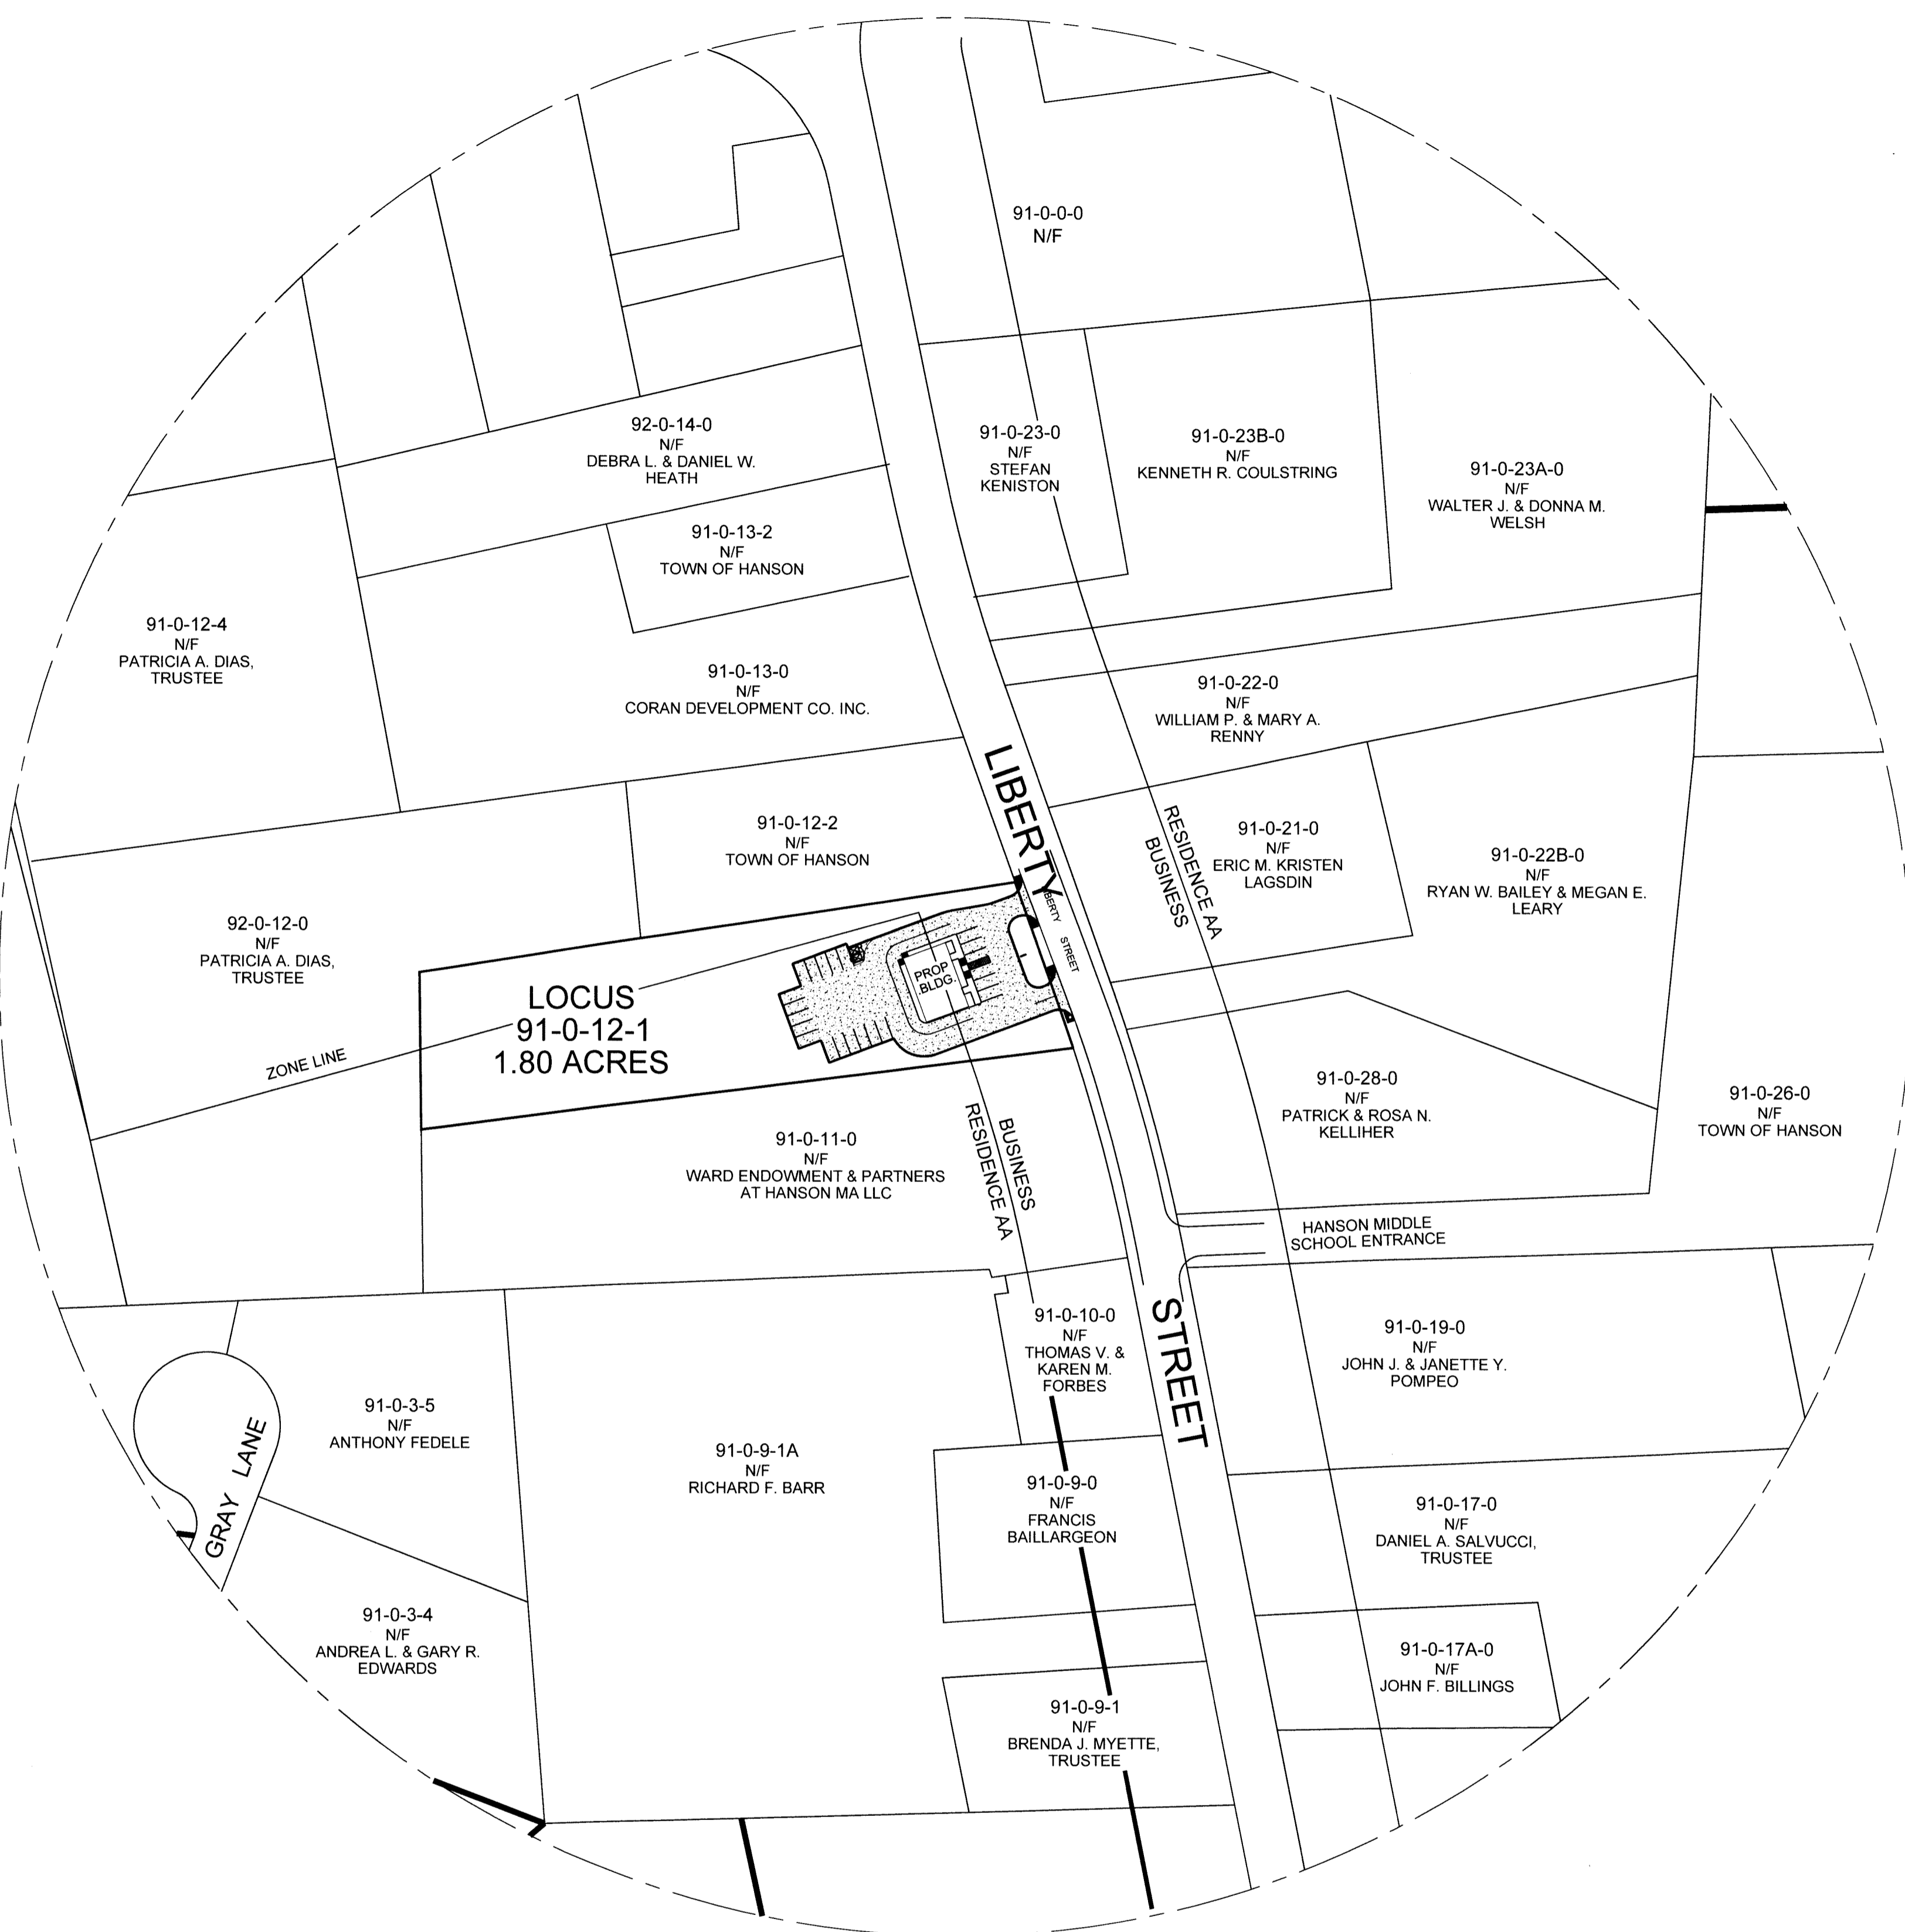 91-0-0-0
N/F
92-0-14-0
N/F
DEBRA L. & DANIEL W.
HEATH
91-0-23-0
N/F
STEFAN
KENISTON
91-0-23B-0
N/F
KENNETH R. COULSTRING
91-0-23A-0
N/F
WALTER J. & DONNA M.
WELSH
91-0-13-2
N/F
TOWN OF HANSON
91-0-12-4
N/F
PATRICIA A. DIAS,
TRUSTEE
91-0-13-0
N/F
CORAN DEVELOPMENT CO. INC.
91-0-22-0
N/F
WILLIAM P. & MARY A.
RENNY
LIBERTY
91-0-12-2
N/F
TOWN OF HANSON
RESIDENCE AA
BUSINESS
91-0-21-0
N/F
ERIC M. KRISTEN
LAGSDIN
91-0-22B-0
N/F
RYAN W. BAILEY & MEGAN E.
LEARY
92-0-12-0
N/F
PATRICIA A. DIAS,
TRUSTEE
STREET
PROP
BLDG.
LOCUS
91-0-12-1
1.80 ACRES
ZONE LINE
91-0-28-0
N/F
PATRICK & ROSA N.
KELLIHER
91-0-26-0
N/F
TOWN OF HANSON
91-0-11-0
N/F
WARD ENDOWMENT & PARTNERS
AT HANSON MA LLC
BUSINESS
RESIDENCE AA
HANSON MIDDLE
SCHOOL ENTRANCE
STREET
91-0-10-0
N/F
THOMAS V. &
KAREN M.
FORBES
91-0-19-0
N/F
JOHN J. & JANETTE Y.
POMPEO
91-0-3-5
N/F
ANTHONY FEDELE
GRAY LANE
91-0-9-1A
N/F
RICHARD F. BARR
91-0-9-0
N/F
FRANCIS
BAILLARGEON
91-0-17-0
N/F
DANIEL A. SALVUCCI,
TRUSTEE
91-0-3-4
N/F
ANDREA L. & GARY R.
EDWARDS
91-0-17A-0
N/F
JOHN F. BILLINGS
91-0-9-1
N/F
BRENDA J. MYETTE,
TRUSTEE